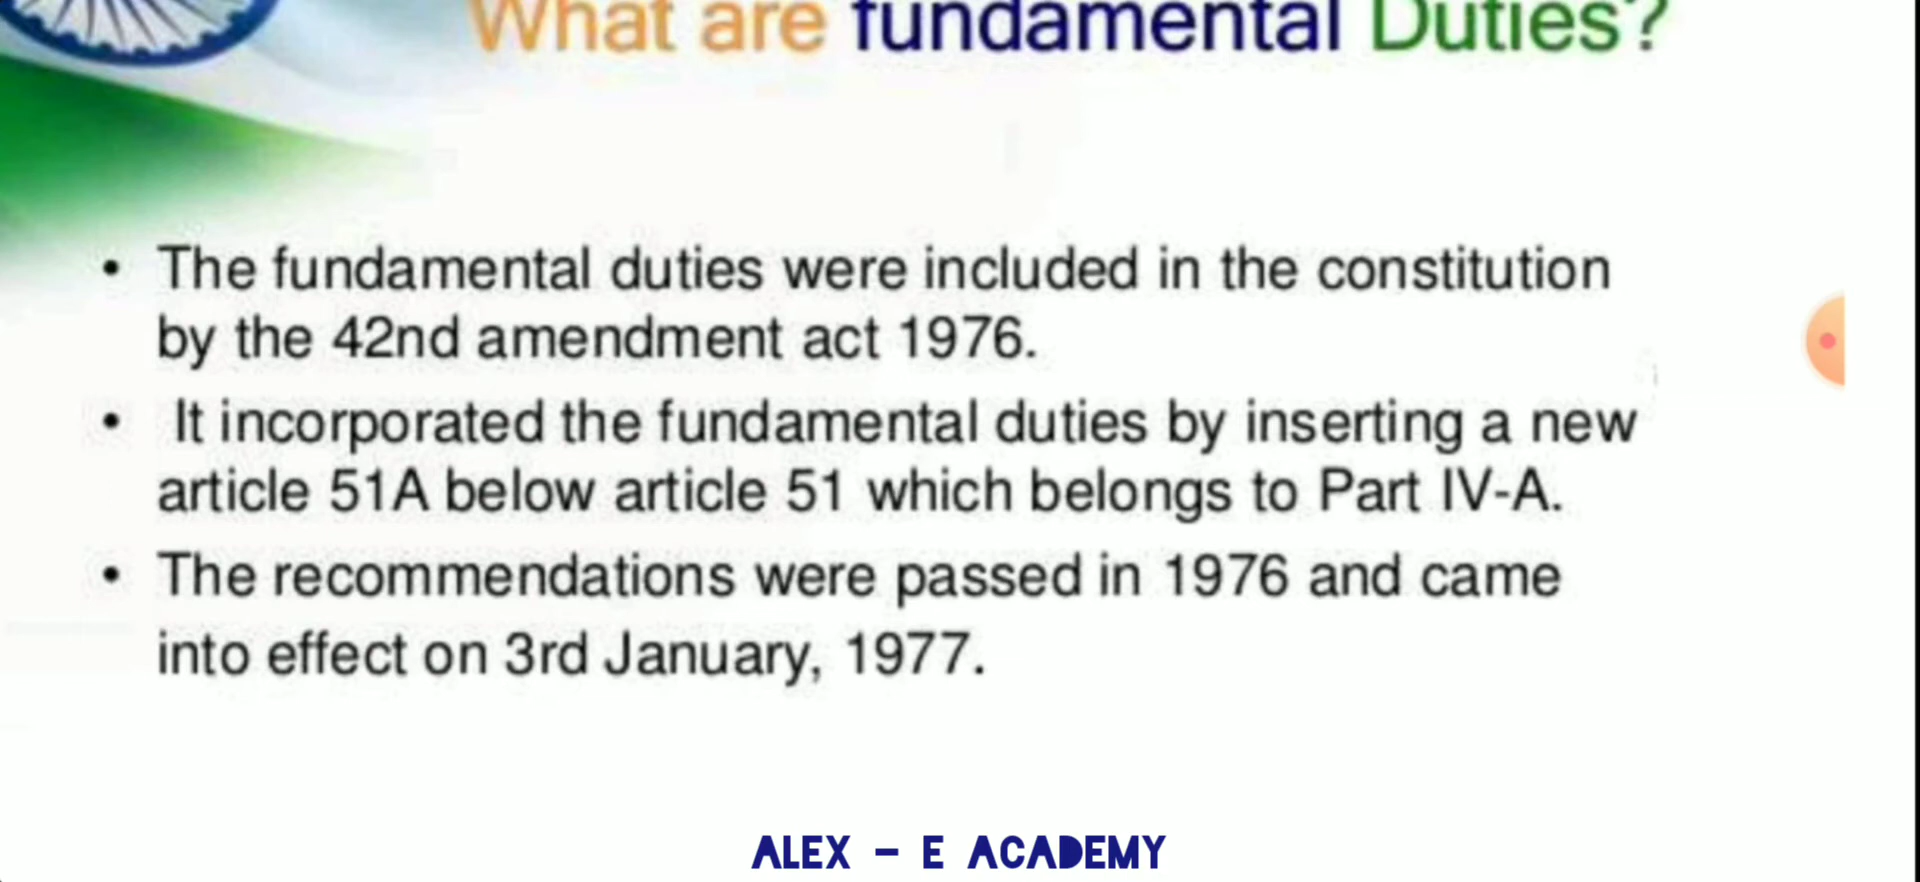 What are fundamental Duties?
• The fundamental duties were included in the constitution
by the 42nd amendment act 1976.
• It incorporated the fundamental duties by inserting a new
article 51A below article 51 which belongs to Part IV-A.
• The recommendations were passed in 1976 and came
into effect on 3rd January, 1977.
ALEX – E ACADEMY